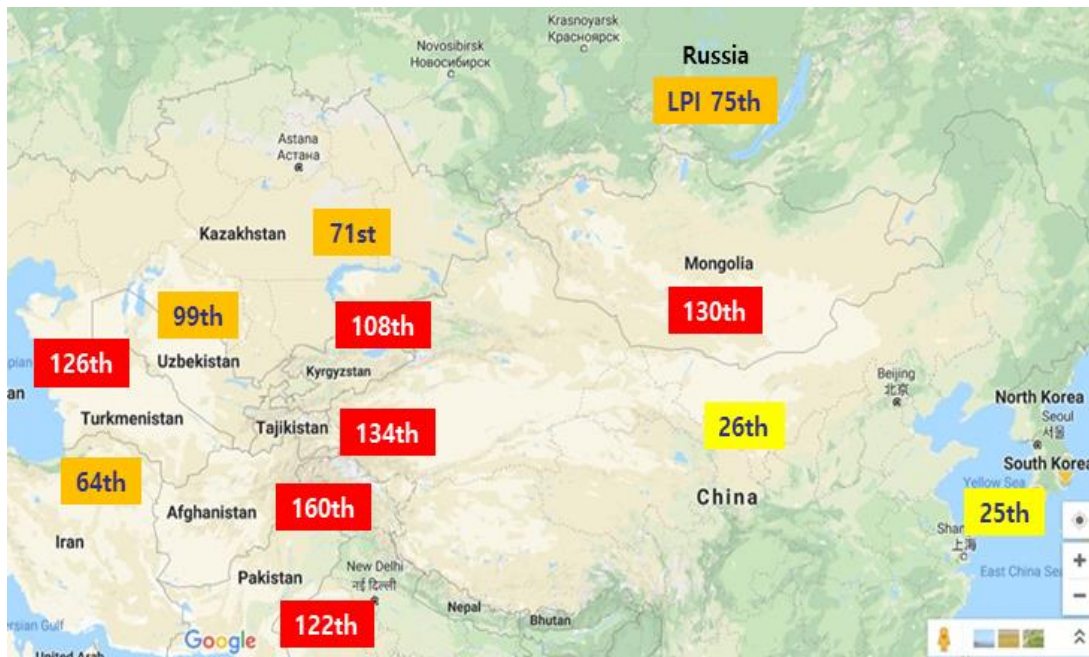 Krasnoyarsk
Красноярск
Novosibirsk
Новосибирск
Russia
LPI 75th
Astana
Астана
Kazakhstan
71st
Mongolia
130th
99th
108th
Uzbekistan
126th
Kyrgyzstan
Beijing
北京
North Korea
Seoul
서울
an
Turkmenistan
Tajikistan
134th
26th
South Korea
64th
Yellow Sea
Afghanistan
160th
China
25th
Iran
上海
Pakistan
New Delhi
नई दिल्ली
East China Sea
Nepal
Bhutan
122th
Google